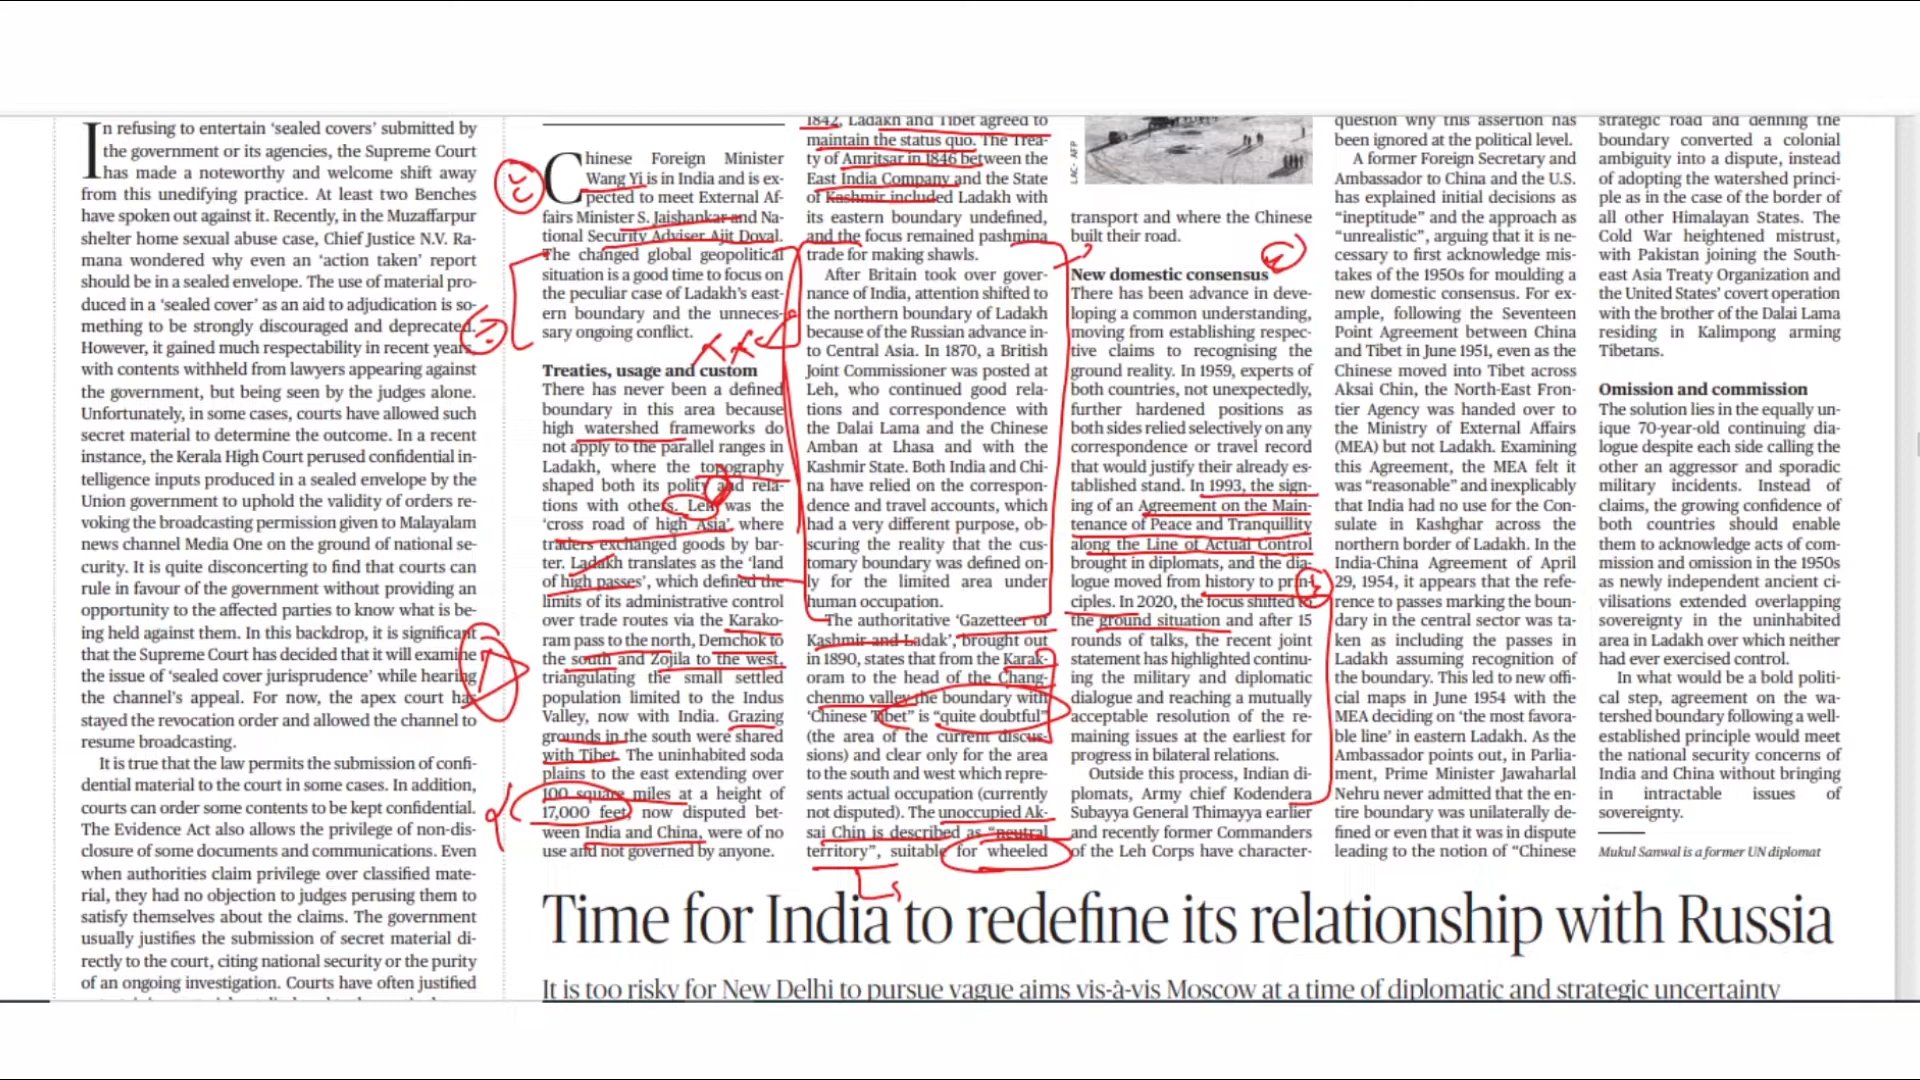 In refusing to entertain ‘sealed covers’ submitted by
the government or its agencies, the Supreme Court
has made a noteworthy and welcome shift away
from this unedifying practice. At least two Benches
have spoken out against it. Recently, in the Muzaffarpur
shelter home sexual abuse case, Chief Justice N.V. Ra-
mana wondered why even an ‘action taken’ report
should be in a sealed envelope. The use of material pro-
duced in a ‘sealed cover’ as an aid to adjudication is so-
mething to be strongly discouraged and deprecated.
However, it gained much respectability in recent years,
with contents withheld from lawyers appearing against
the government, but being seen by the judges alone.
Unfortunately, in some cases, courts have allowed such
secret material to determine the outcome. In a recent
instance, the Kerala High Court perused confidential in-
telligence inputs produced in a sealed envelope by the
Union government to uphold the validity of orders re-
voking the broadcasting permission given to Malayalam
news channel Media One on the ground of national se-
curity. It is quite disconcerting to find that courts can
rule in favour of the government without providing an
opportunity to the affected parties to know what is be-
ing held against them. In this backdrop, it is significant
that the Supreme Court has decided that it will examine
the issue of ‘sealed cover jurisprudence’ while hearing
the channel’s appeal. For now, the apex court has
stayed the revocation order and allowed the channel to
resume broadcasting.
It is true that the law permits the submission of confi-
dential material to the court in some cases. In addition,
courts can order some contents to be kept confidential.
The Evidence Act also allows the privilege of non-dis-
closure of some documents and communications. Even
when authorities claim privilege over classified mate-
rial, they had no objection to judges perusing them to
satisfy themselves about the claims. The government
usually justifies the submission of secret material di-
rectly to the court, citing national security or the purity
of an ongoing investigation. Courts have often justified
Chinese Foreign Minister
Wang Yi is in India and is ex-
pected to meet External Af-
fairs Minister S. Jaishankar and Na-
tional Security Adviser Ajit Doval.
The changed global geopolitical
situation is a good time to focus on
the peculiar case of Ladakh’s east-
ern boundary and the unneces-
sary ongoing conflict.
Treaties, usage and custom
There has never been a defined
boundary in this area because
high watershed frameworks do
not apply to the parallel ranges in
Ladakh, where the topography
shaped both its polity and rela-
tions with others. Leh was the
‘cross road of high Asia’ where
traders exchanged goods by bar-
ter. Ladakh translates as the ‘land
of high passes’, which defined the
limits of its administrative control
over trade routes via the Karako-
ram pass to the north, Demchok to
the south and Zojila to the west,
triangulating the small settled
population limited to the Indus
Valley, now with India. Grazing
grounds in the south were shared
with Tibet. The uninhabited soda
plains to the east extending over
100 square miles at a height of
17,000 feet, now disputed bet-
ween India and China, were of no
use and not governed by anyone.
1842, Ladakh and Tibet agreed to
maintain the status quo. The Trea-
ty of Amritsar in 1846 between the
East India Company and the State
of Kashmir included Ladakh with
its eastern boundary undefined,
and the focus remained pashmina
trade for making shawls.
After Britain took over gover-
nance of India, attention shifted to
the northern boundary of Ladakh
because of the Russian advance in-
to Central Asia. In 1870, a British
Joint Commissioner was posted at
Leh, who continued good rela-
tions and correspondence with
the Dalai Lama and the Chinese
Amban at Lhasa and with the
Kashmir State. Both India and Chi-
na have relied on the correspon-
dence and travel accounts, which
had a very different purpose, ob-
scuring the reality that the cus-
tomary boundary was defined on-
ly for the limited area under
human occupation.
The authoritative ‘Gazetteer of
Kashmir and Ladak’, brought out
in 1890, states that from the Karak-
oram to the head of the Chang-
chenmo valley the boundary with
‘Chinese Tibet” is “quite doubtful”
(the area of the current discus-
sions) and clear only for the area
to the south and west which repre-
sents actual occupation (currently
not disputed). The unoccupied Ak-
sai Chin is described as “neutral
territory”, suitable for wheeled
LAC- AFP
transport and where the Chinese
built their road.
New domestic consensus
There has been advance in deve-
loping a common understanding,
moving from establishing respec-
tive claims to recognising the
ground reality. In 1959, experts of
both countries, not unexpectedly,
further hardened positions as
both sides relied selectively on any
correspondence or travel record
that would justify their already es-
tablished stand. In 1993, the sign-
ing of an Agreement on the Main-
tenance of Peace and Tranquillity
along the Line of Actual Control
brought in diplomats, and the dia-
logue moved from history to prin-
ciples. In 2020, the focus shifted to
the ground situation and after 15
rounds of talks, the recent joint
statement has highlighted continu-
ing the military and diplomatic
dialogue and reaching a mutually
acceptable resolution of the re-
maining issues at the earliest for
progress in bilateral relations.
Outside this process, Indian di-
plomats, Army chief Kodendera
Subayya General Thimayya earlier
and recently former Commanders
of the Leh Corps have character-
question why this assertion has
been ignored at the political level.
A former Foreign Secretary and
Ambassador to China and the U.S.
has explained initial decisions as
“ineptitude” and the approach as
“unrealistic”, arguing that it is ne-
cessary to first acknowledge mis-
takes of the 1950s for moulding a
new domestic consensus. For ex-
ample, following the Seventeen
Point Agreement between China
and Tibet in June 1951, even as the
Chinese moved into Tibet across
Aksai Chin, the North-East Fron-
tier Agency was handed over to
the Ministry of External Affairs
(MEA) but not Ladakh. Examining
this Agreement, the MEA felt it
was “reasonable” and inexplicably
that India had no use for the Con-
sulate in Kashghar across the
northern border of Ladakh. In the
India-China Agreement of April
29, 1954, it appears that the refe-
rence to passes marking the boun-
dary in the central sector was ta-
ken as including the passes in
Ladakh assuming recognition of
the boundary. This led to new offi-
cial maps in June 1954 with the
MEA deciding on ‘the most favora-
ble line’ in eastern Ladakh. As the
Ambassador points out, in Parlia-
ment, Prime Minister Jawaharlal
Nehru never admitted that the en-
tire boundary was unilaterally de-
fined or even that it was in dispute
leading to the notion of “Chinese
strategic road and defining the
boundary converted a colonial
ambiguity into a dispute, instead
of adopting the watershed princi-
ple as in the case of the border of
all other Himalayan States. The
Cold War heightened mistrust,
with Pakistan joining the South-
east Asia Treaty Organization and
the United States’ covert operation
with the brother of the Dalai Lama
residing in Kalimpong arming
Tibetans.
Omission and commission
The solution lies in the equally un-
ique 70-year-old continuing dia-
logue despite each side calling the
other an aggressor and sporadic
military incidents. Instead of
claims, the growing confidence of
both countries should enable
them to acknowledge acts of com-
mission and omission in the 1950s
as newly independent ancient ci-
vilisations extended overlapping
sovereignty in the uninhabited
area in Ladakh over which neither
had ever exercised control.
In what would be a bold politi-
cal step, agreement on the wa-
tershed boundary following a well-
established principle would meet
the national security concerns of
India and China without bringing
in intractable issues of
sovereignty.
Mukul Sanwal is a former UN diplomat
Time for India to redefine its relationship with Russia
It is too risky for New Delhi to pursue vague aims vis-à-vis Moscow at a time of diplomatic and strategic uncertainty